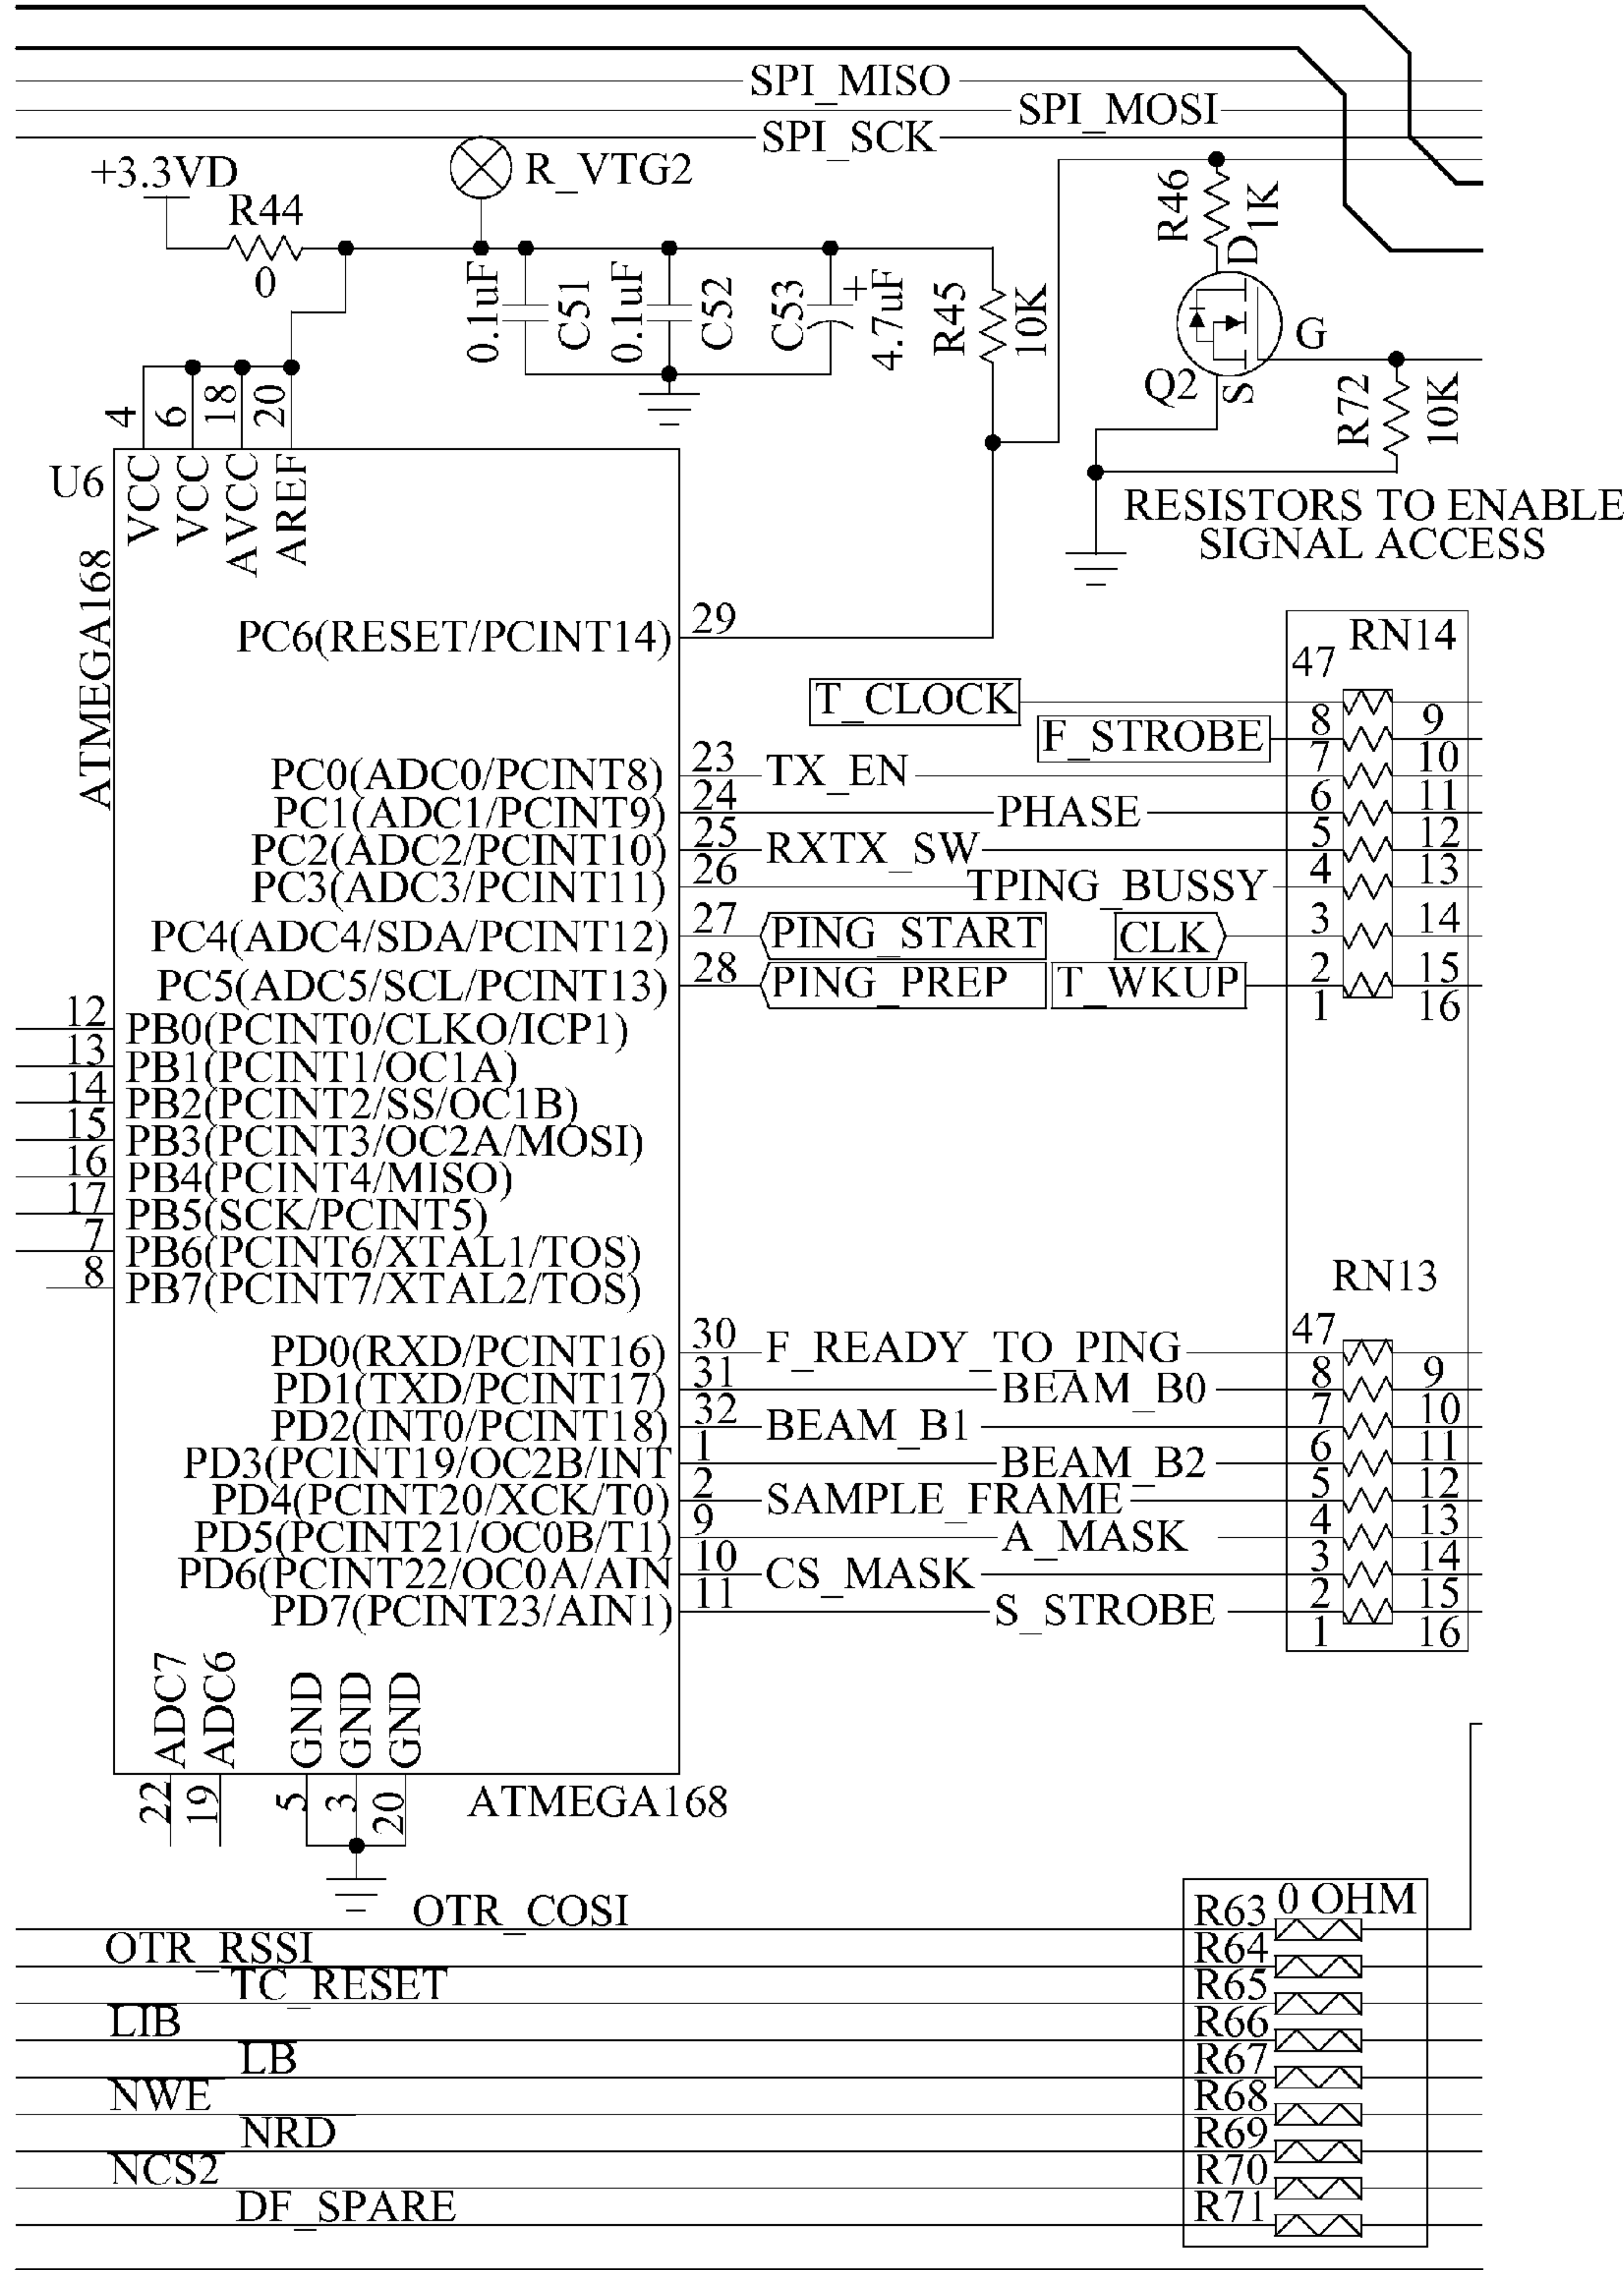 SPI_MISO
SPI_MOSI
SPI_SCK
+3.3VD
R_VTG2
R44
0
0.1uF
C51
0.1uF
C52
C53
+
4.7uF
R45
10K
R46
1K
D
G
Q2
S
R72
10K
RESISTORS TO ENABLE
SIGNAL ACCESS
4
6
18
20
U6
VCC
VCC
AVCC
AREF
ATMEGA168
PC6(RESET/PCINT14) 29
RN14
47
T_CLOCK
8 9
F_STROBE
7 10
PC0(ADC0/PCINT8) 23 TX_EN
6 11
PC1(ADC1/PCINT9) 24 PHASE
5 12
PC2(ADC2/PCINT10) 25 RXTX_SW
4 13
PC3(ADC3/PCINT11) 26 TPING_BUSSY
3 14
PC4(ADC4/SDA/PCINT12) 27 PING_START CLK
2 15
PC5(ADC5/SCL/PCINT13) 28 PING_PREP T_WKUP
1 16
12 PB0(PCINT0/CLKO/ICP1)
13 PB1(PCINT1/OC1A)
14 PB2(PCINT2/SS/OC1B)
15 PB3(PCINT3/OC2A/MOSI)
16 PB4(PCINT4/MISO)
17 PB5(SCK/PCINT5)
7 PB6(PCINT6/XTAL1/TOS)
8 PB7(PCINT7/XTAL2/TOS)
RN13
47
PD0(RXD/PCINT16) 30 F_READY_TO_PING
8 9
PD1(TXD/PCINT17) 31 BEAM_B0
7 10
PD2(INT0/PCINT18) 32 BEAM_B1
6 11
PD3(PCINT19/OC2B/INT 1 BEAM_B2
5 12
PD4(PCINT20/XCK/T0) 2 SAMPLE_FRAME
4 13
PD5(PCINT21/OC0B/T1) 9 A_MASK
3 14
PD6(PCINT22/OC0A/AIN 10 CS_MASK
2 15
PD7(PCINT23/AIN1) 11 S_STROBE
1 16
ADC7
ADC6
GND
GND
GND
22
19
5
3
20
ATMEGA168
0 OHM
OTR_COSI R63
OTR_RSSI R64
TC_RESET R65
LIB R66
LB R67
NWE R68
NRD R69
NCS2 R70
DF_SPARE R71